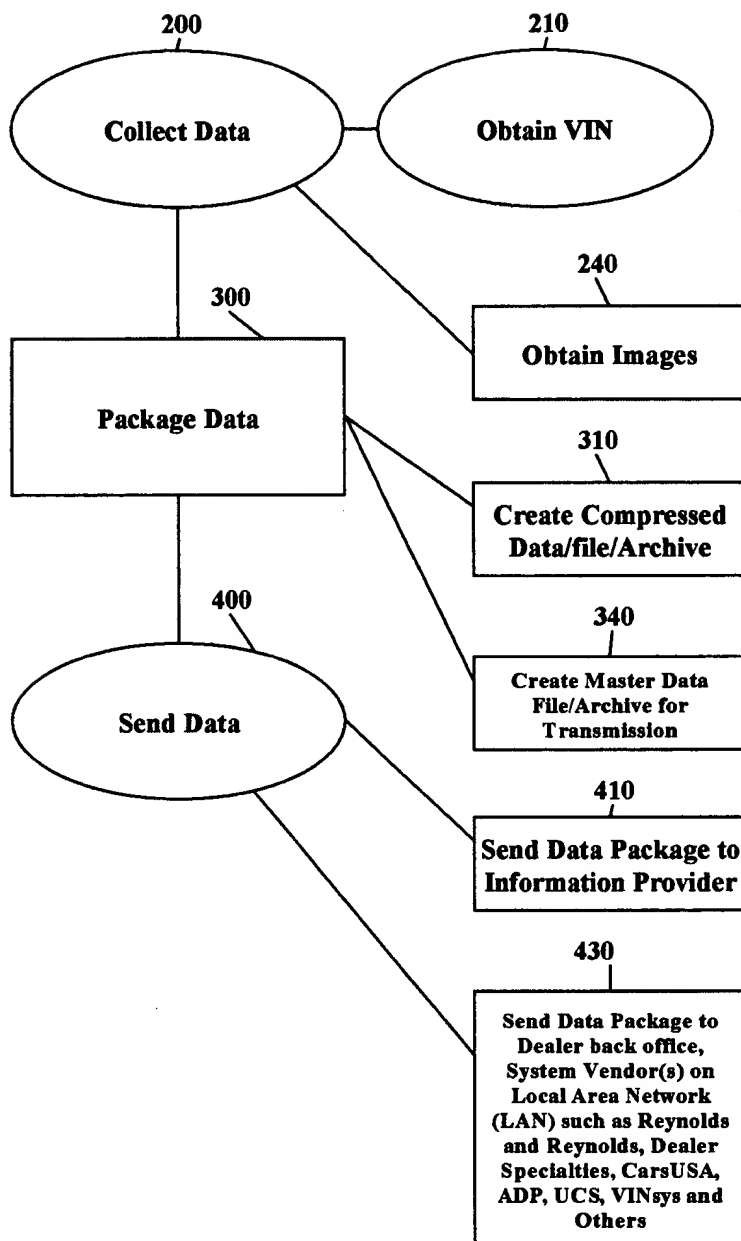 200
210
Collect Data
Obtain VIN
240
300
Obtain Images
Package Data
310
Create Compressed
Data/file/Archive
400
340
Create Master Data
File/Archive for
Transmission
Send Data
410
Send Data Package to
Information Provider
430
Send Data Package to
Dealer back office,
System Vendor(s) on
Local Area Network
(LAN) such as Reynolds
and Reynolds, Dealer
Specialties, CarsUSA,
ADP, UCS, VINsys and
Others